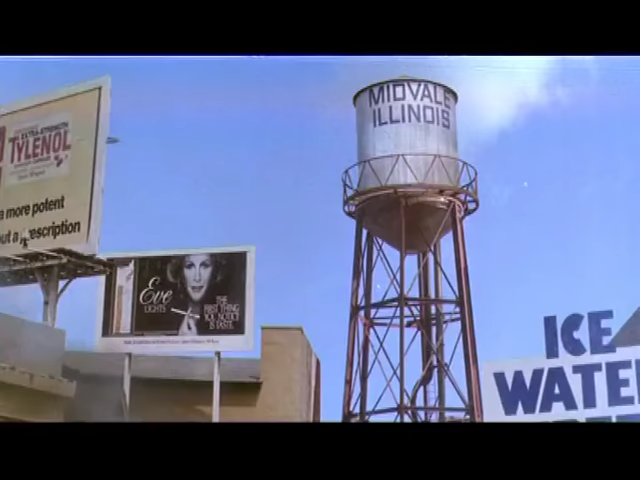 EXTRA-STRENGTH
TYLENOL
a more potent
out a prescription
Eve
LIGHTS
THE
FIRST THING
YOU NOTICE
IS TASTE.
MIDVALE
ILLINOIS
ICE
WATER